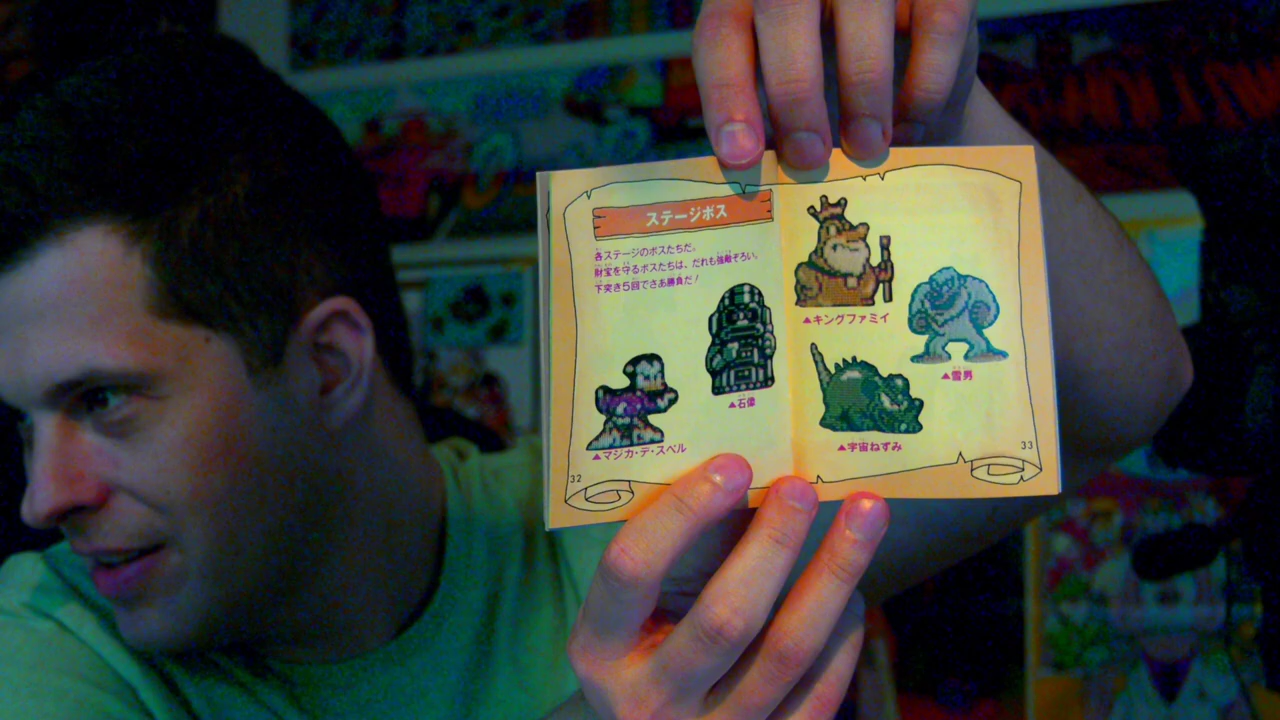 ステージボス
各ステージのボスたちだ。
財宝を守るボスたちは、だれも強敵ぞろい。
下突き5回でさあ勝負だ!
▲マジカ・デ・スペル
▲石像
▲キングファミイ
▲雪男
▲宇宙ねずみ
32
33